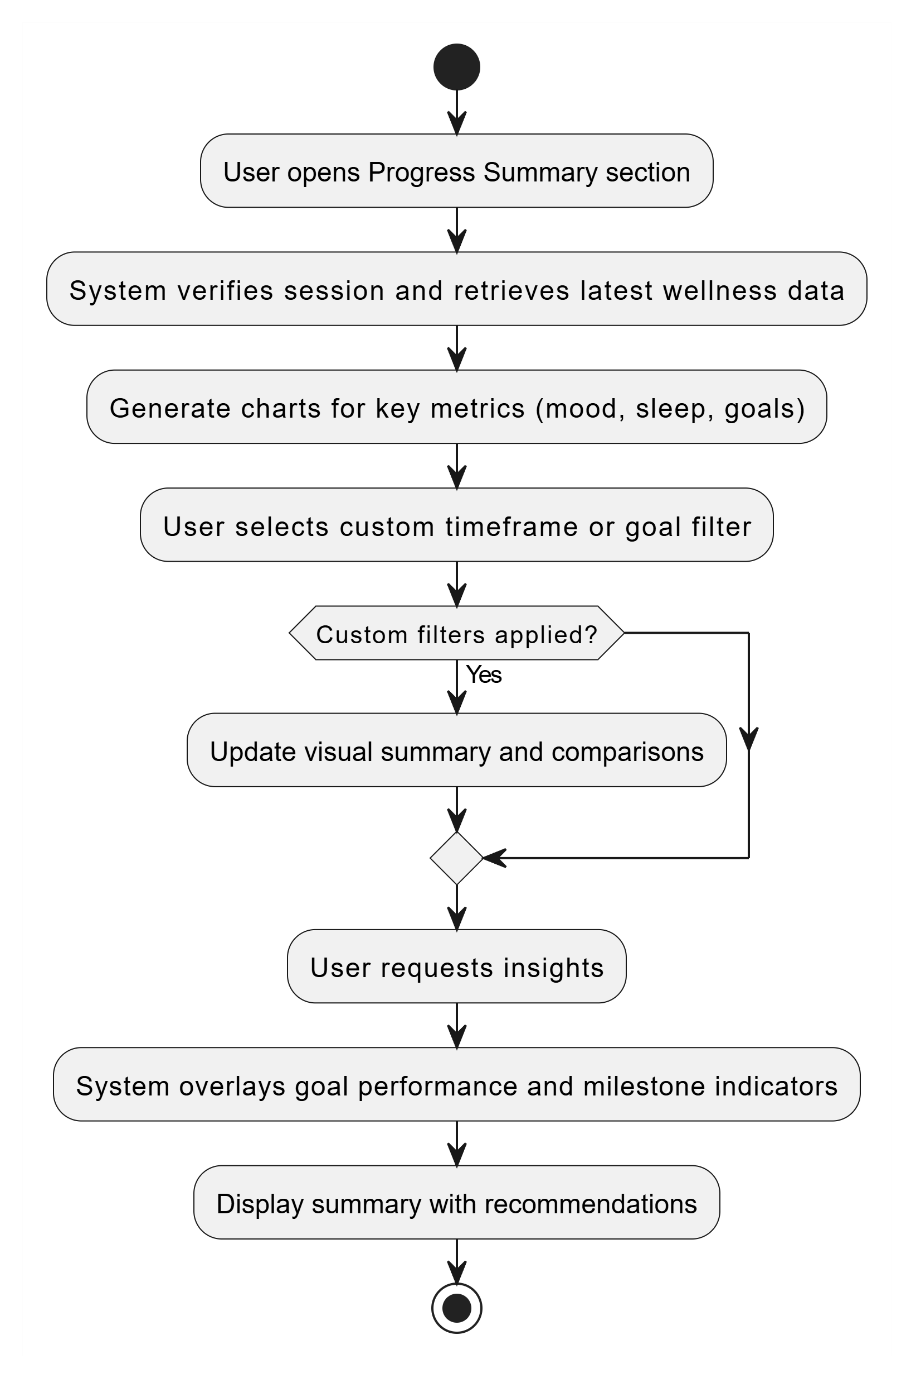 User opens Progress Summary section
System verifies session and retrieves latest wellness data
Generate charts for key metrics (mood, sleep, goals)
User selects custom timeframe or goal filter
Custom filters applied?
Yes
Update visual summary and comparisons
User requests insights
System overlays goal performance and milestone indicators
Display summary with recommendations